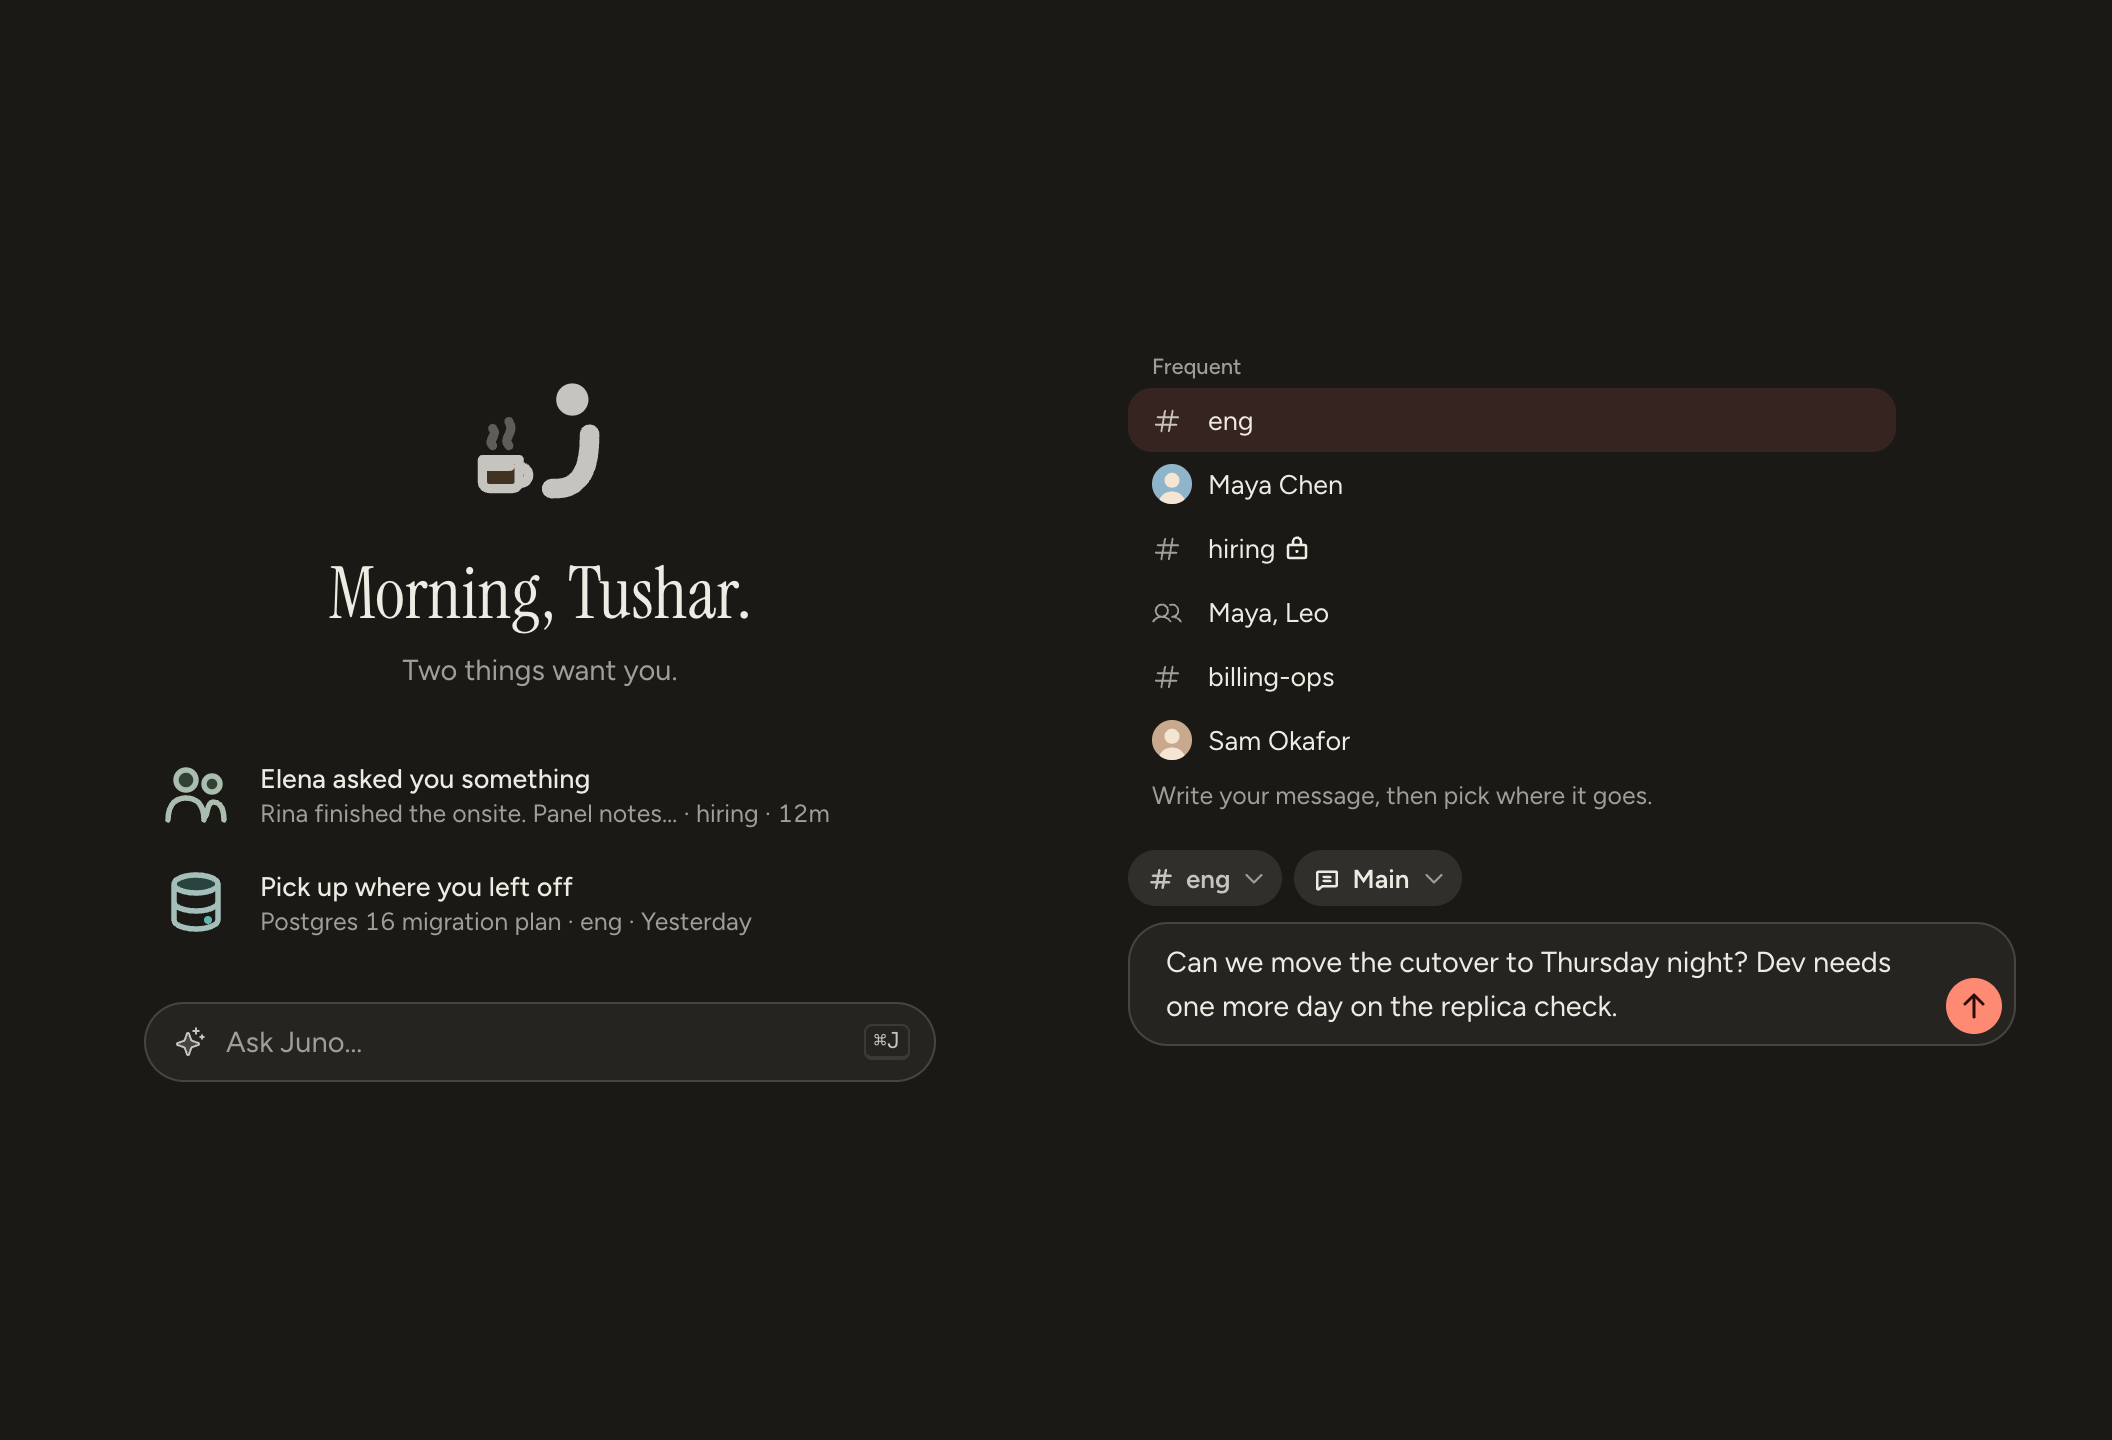 Morning, Tushar.
Two things want you.
Elena asked you something
Rina finished the onsite. Panel notes... · hiring · 12m
Pick up where you left off
Postgres 16 migration plan · eng · Yesterday
Ask Juno...
⌘J
Frequent
# eng
Maya Chen
# hiring
Maya, Leo
# billing-ops
Sam Okafor
Write your message, then pick where it goes.
# eng
Main
Can we move the cutover to Thursday night? Dev needs
one more day on the replica check.